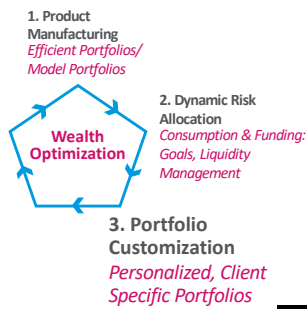 1. Product
Manufacturing
Efficient Portfolios/
Model Portfolios
2. Dynamic Risk
Allocation
Consumption & Funding:
Goals, Liquidity
Management
Wealth
Optimization
3. Portfolio
Customization
Personalized, Client
Specific Portfolios